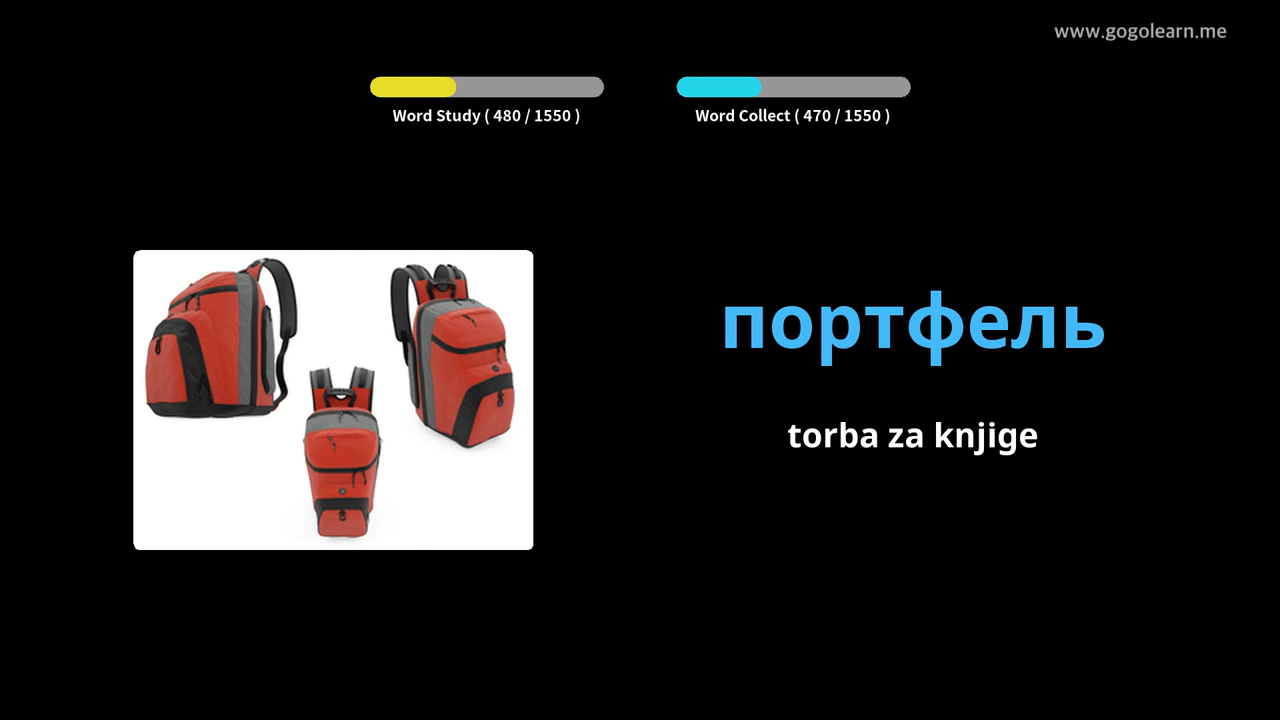 www.gogolearn.me
Word Study ( 480 / 1550 )
Word Collect ( 470 / 1550 )
портфель
torba za knjige